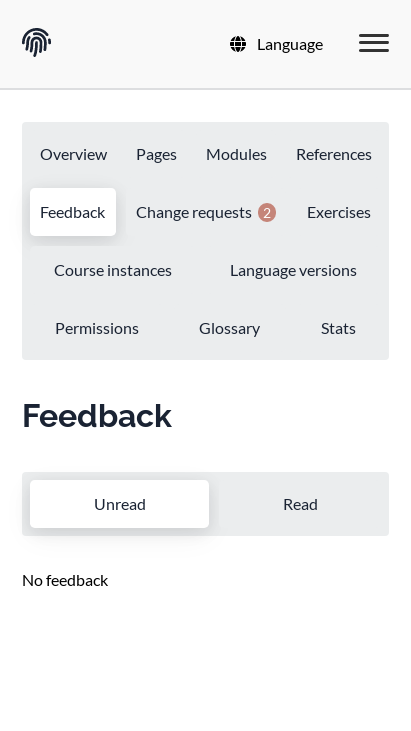 Language
Overview Pages Modules References
Feedback Change requests 2 Exercises
Course instances Language versions
Permissions Glossary Stats
Feedback
Unread Read
No feedback